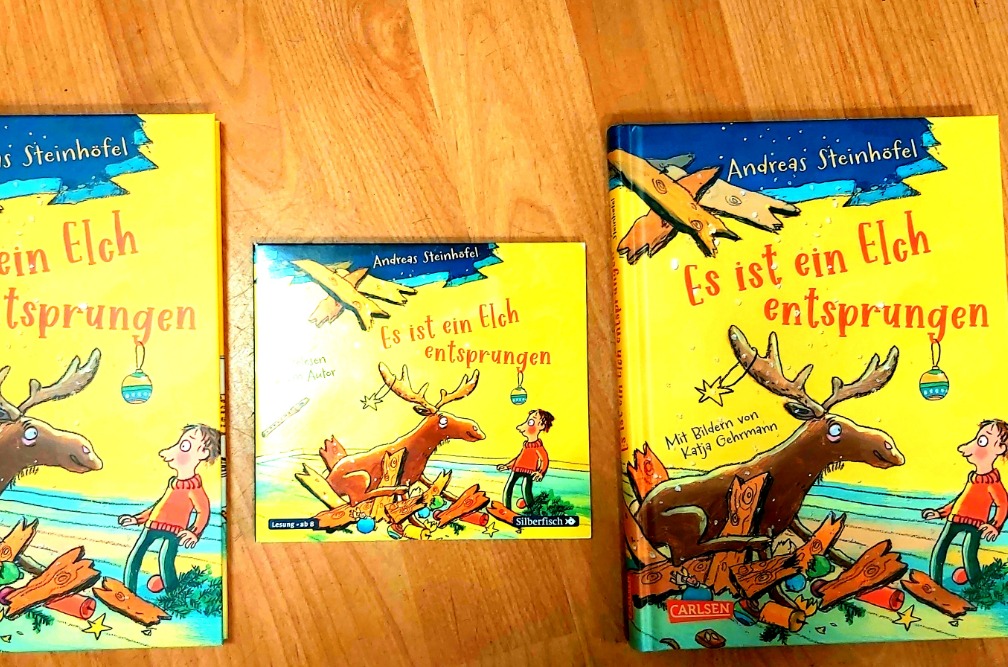 Steinhöfel
ein Elch
tsprungen
Andreas Steinhöfel
Es ist ein Elch
entsprungen
Autor
Lesung - ab 8
Silberfisch
Andreas Steinhöfel
Es ist ein Elch
entsprungen
Mit Bildern von
Katja Gehrmann
CARLSEN